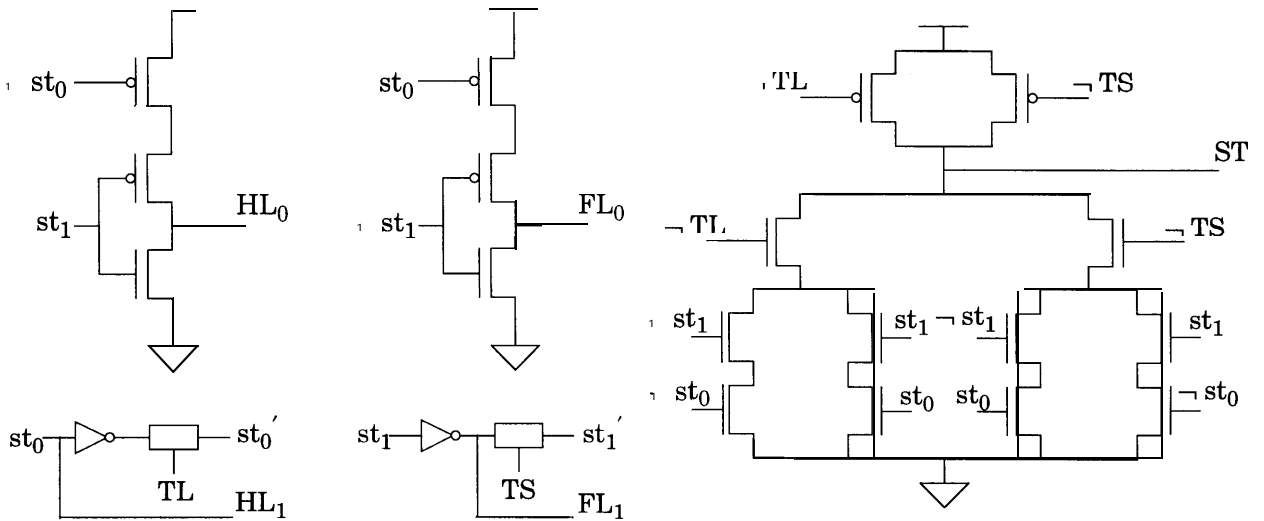 ¬ st0
st1
HL0
st0
¬ st1
FL0
¬ TL
¬ TS
ST
¬ TL
¬ TS
¬ st1
st1
¬ st1
st1
¬ st0
st0
st0
¬ st0
st0
st0′
TL
HL1
st1
st1′
TS
FL1